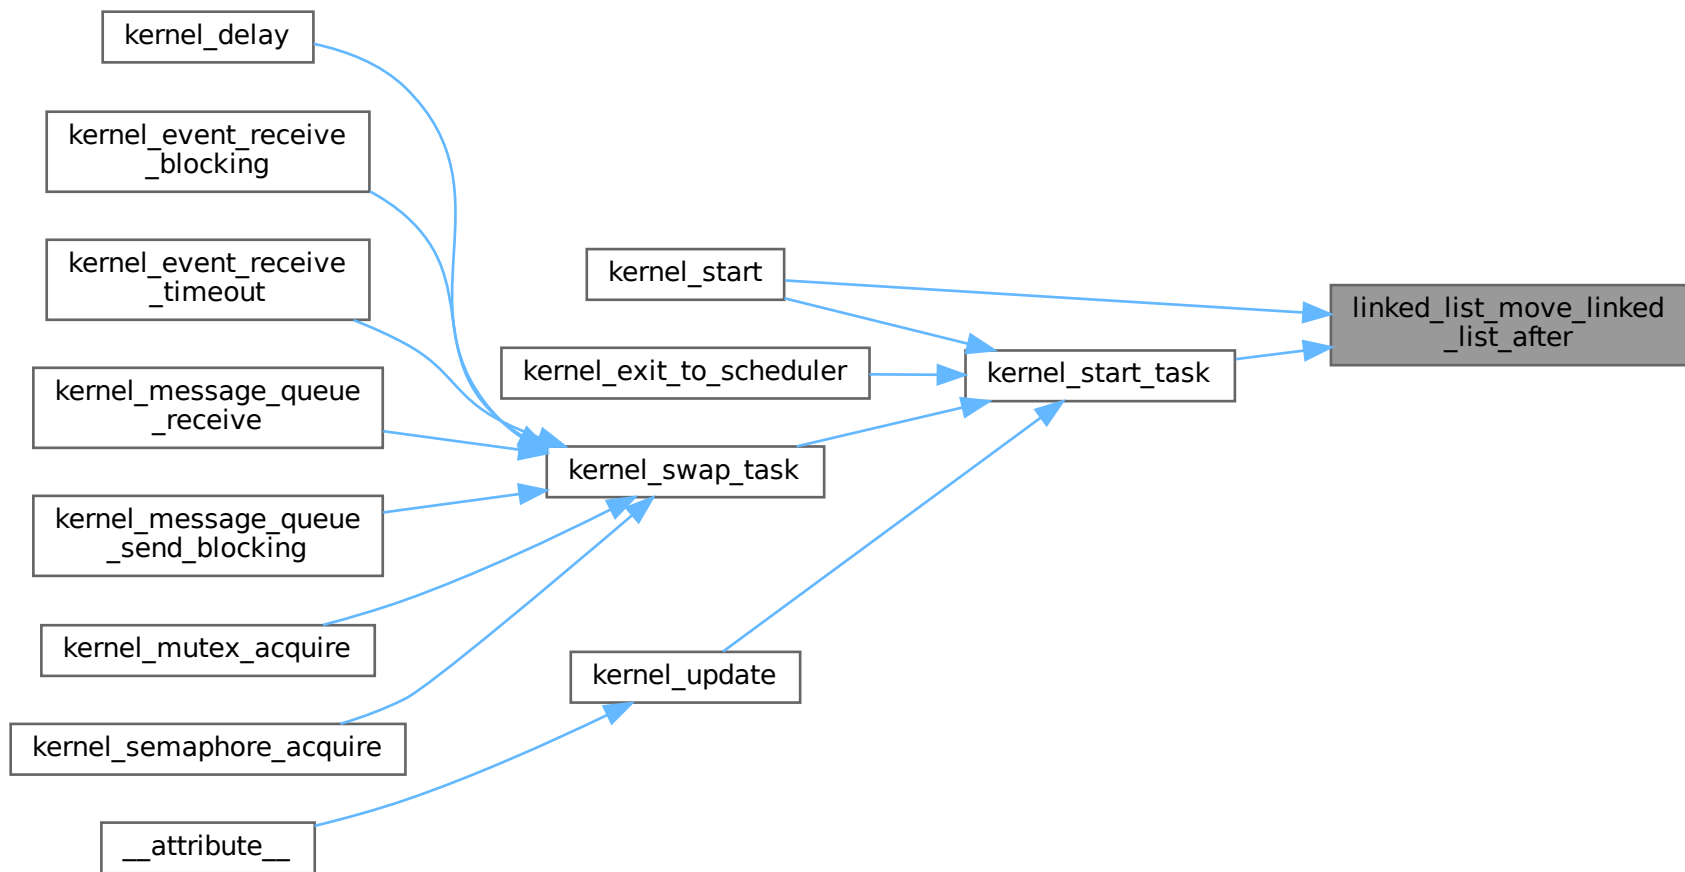 kernel_delay
kernel_event_receive
_blocking
kernel_event_receive
_timeout
kernel_message_queue
_receive
kernel_message_queue
_send_blocking
kernel_mutex_acquire
kernel_semaphore_acquire
__attribute__
kernel_start
kernel_exit_to_scheduler
kernel_swap_task
kernel_update
kernel_start_task
linked_list_move_linked
_list_after